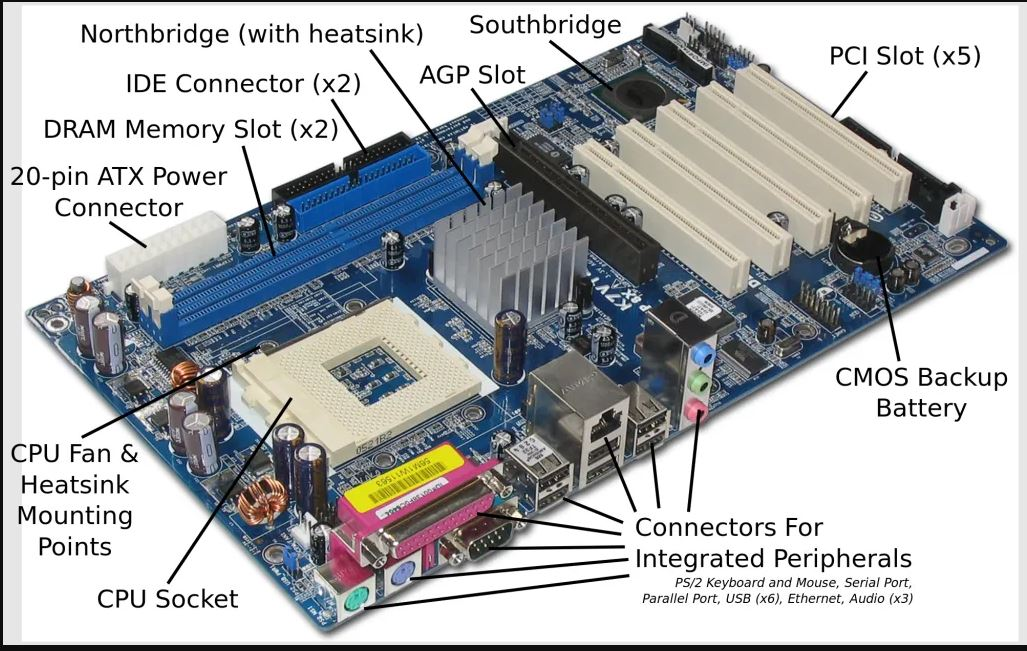 Northbridge (with heatsink)
Southbridge
IDE Connector (x2)
AGP Slot
PCI Slot (x5)
DRAM Memory Slot (x2)
20-pin ATX Power
Connector
CMOS Backup
Battery
CPU Fan &
Heatsink
Mounting
Points
CPU Socket
Connectors For
Integrated Peripherals
PS/2 Keyboard and Mouse, Serial Port,
Parallel Port, USB (x6), Ethernet, Audio (x3)